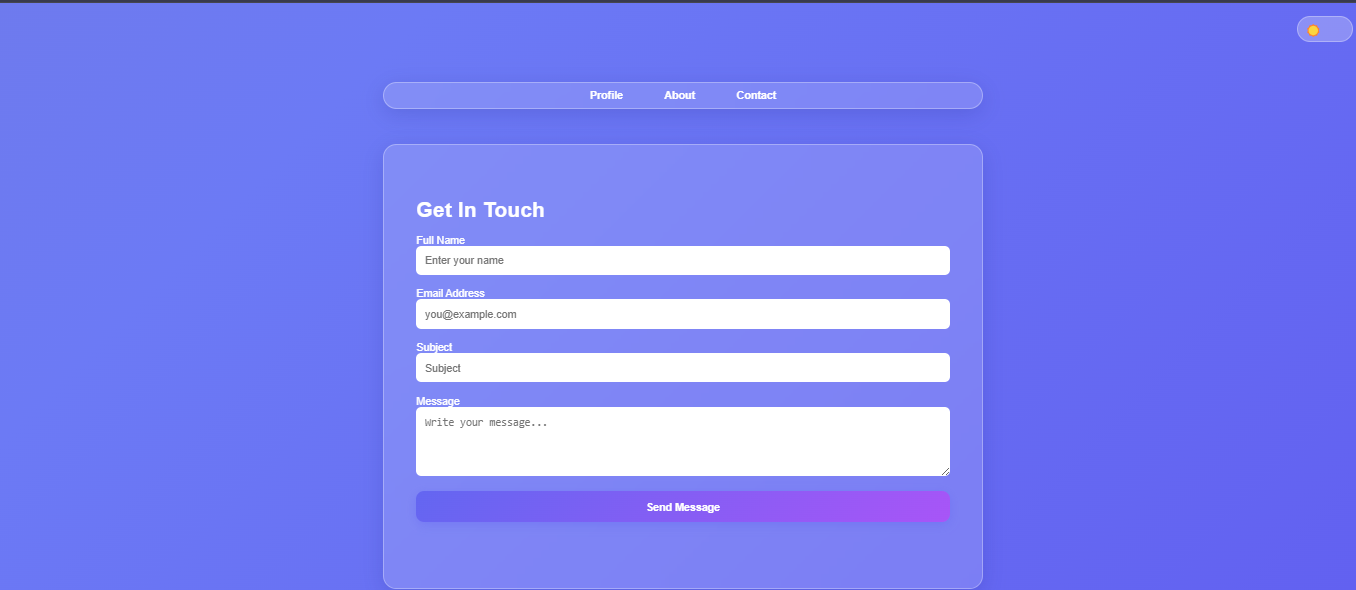 Profile About Contact
Get In Touch
Full Name
Enter your name
Email Address
you@example.com
Subject
Subject
Message
Write your message...
Send Message